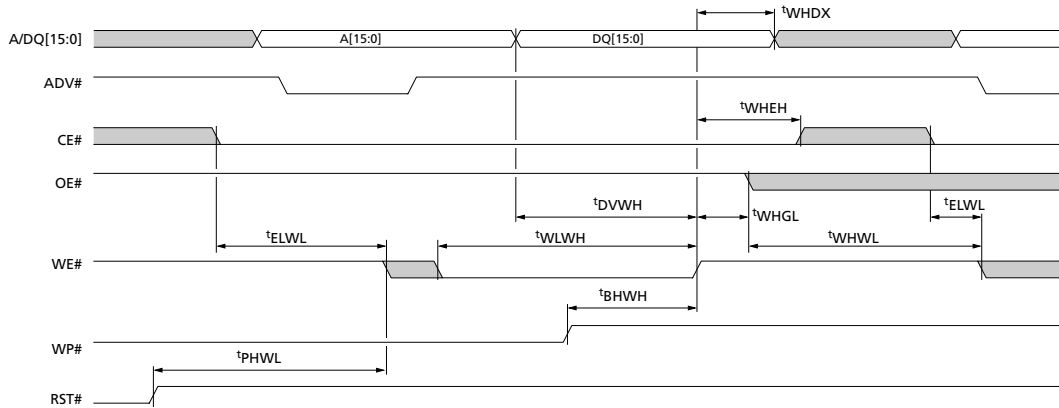 tWHDX
A/DQ[15:0] A[15:0] DQ[15:0]
ADV#
tWHEH
CE#
OE#
tDVWH tWHGL tELWL
tELWL tWLWH tWHWL
WE#
tBHWH
WP#
tPHWL
RST#